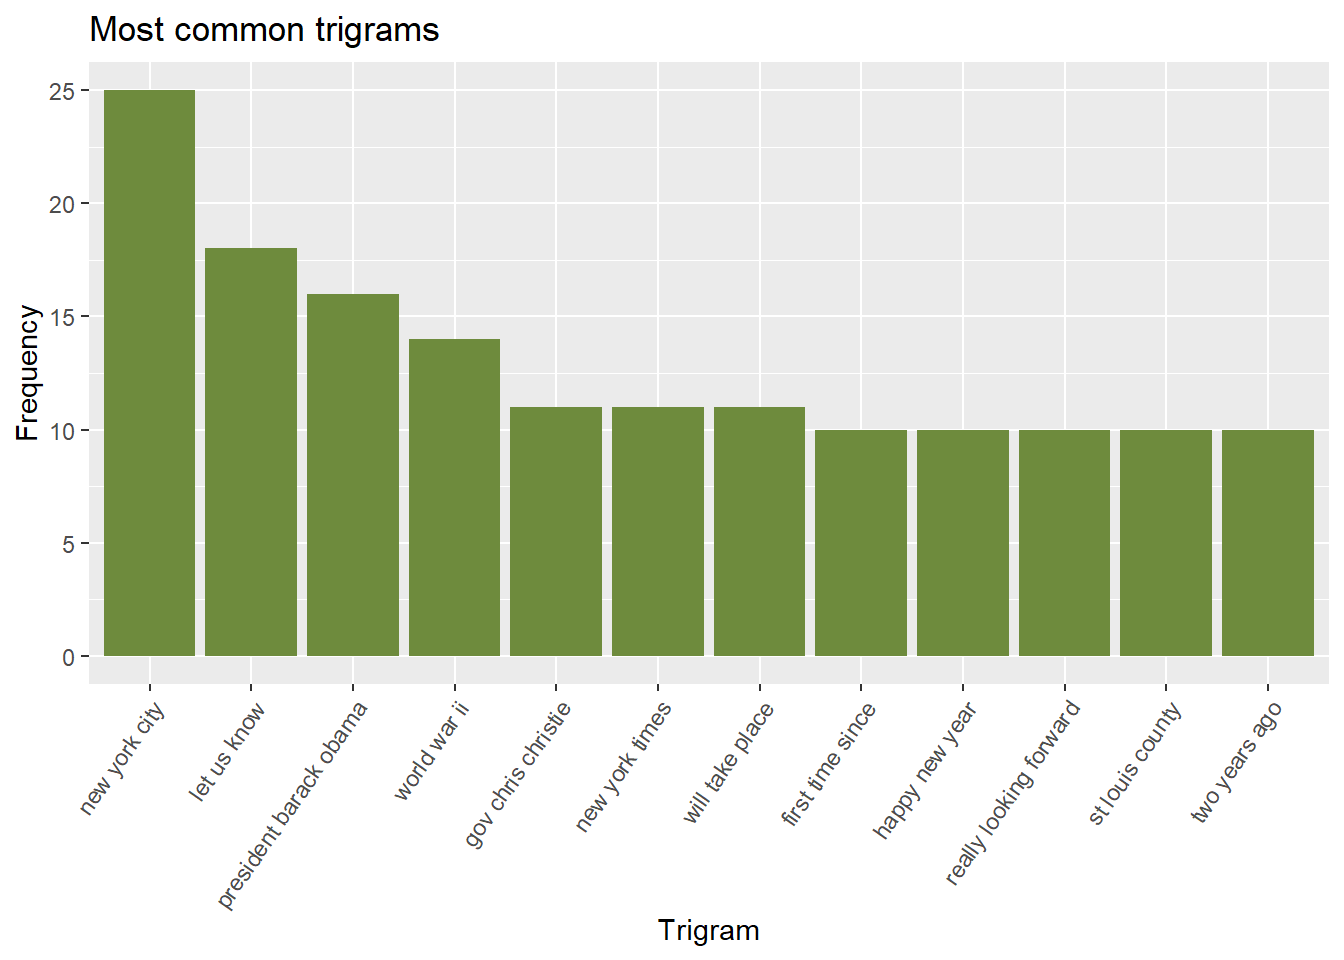 Most common trigrams
Frequency
25
20
15
10
5
0
new york city
let us know
president barack obama
world war ii
gov chris christie
new york times
will take place
first time since
happy new year
really looking forward
st louis county
two years ago
Trigram